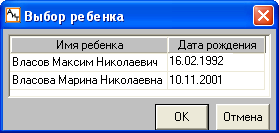 Выбор ребенка
Имя ребенка Дата рождения
Власов Максим Николаевич 16.02.1992
Власова Марина Николаевна 10.11.2001
OK Отмена